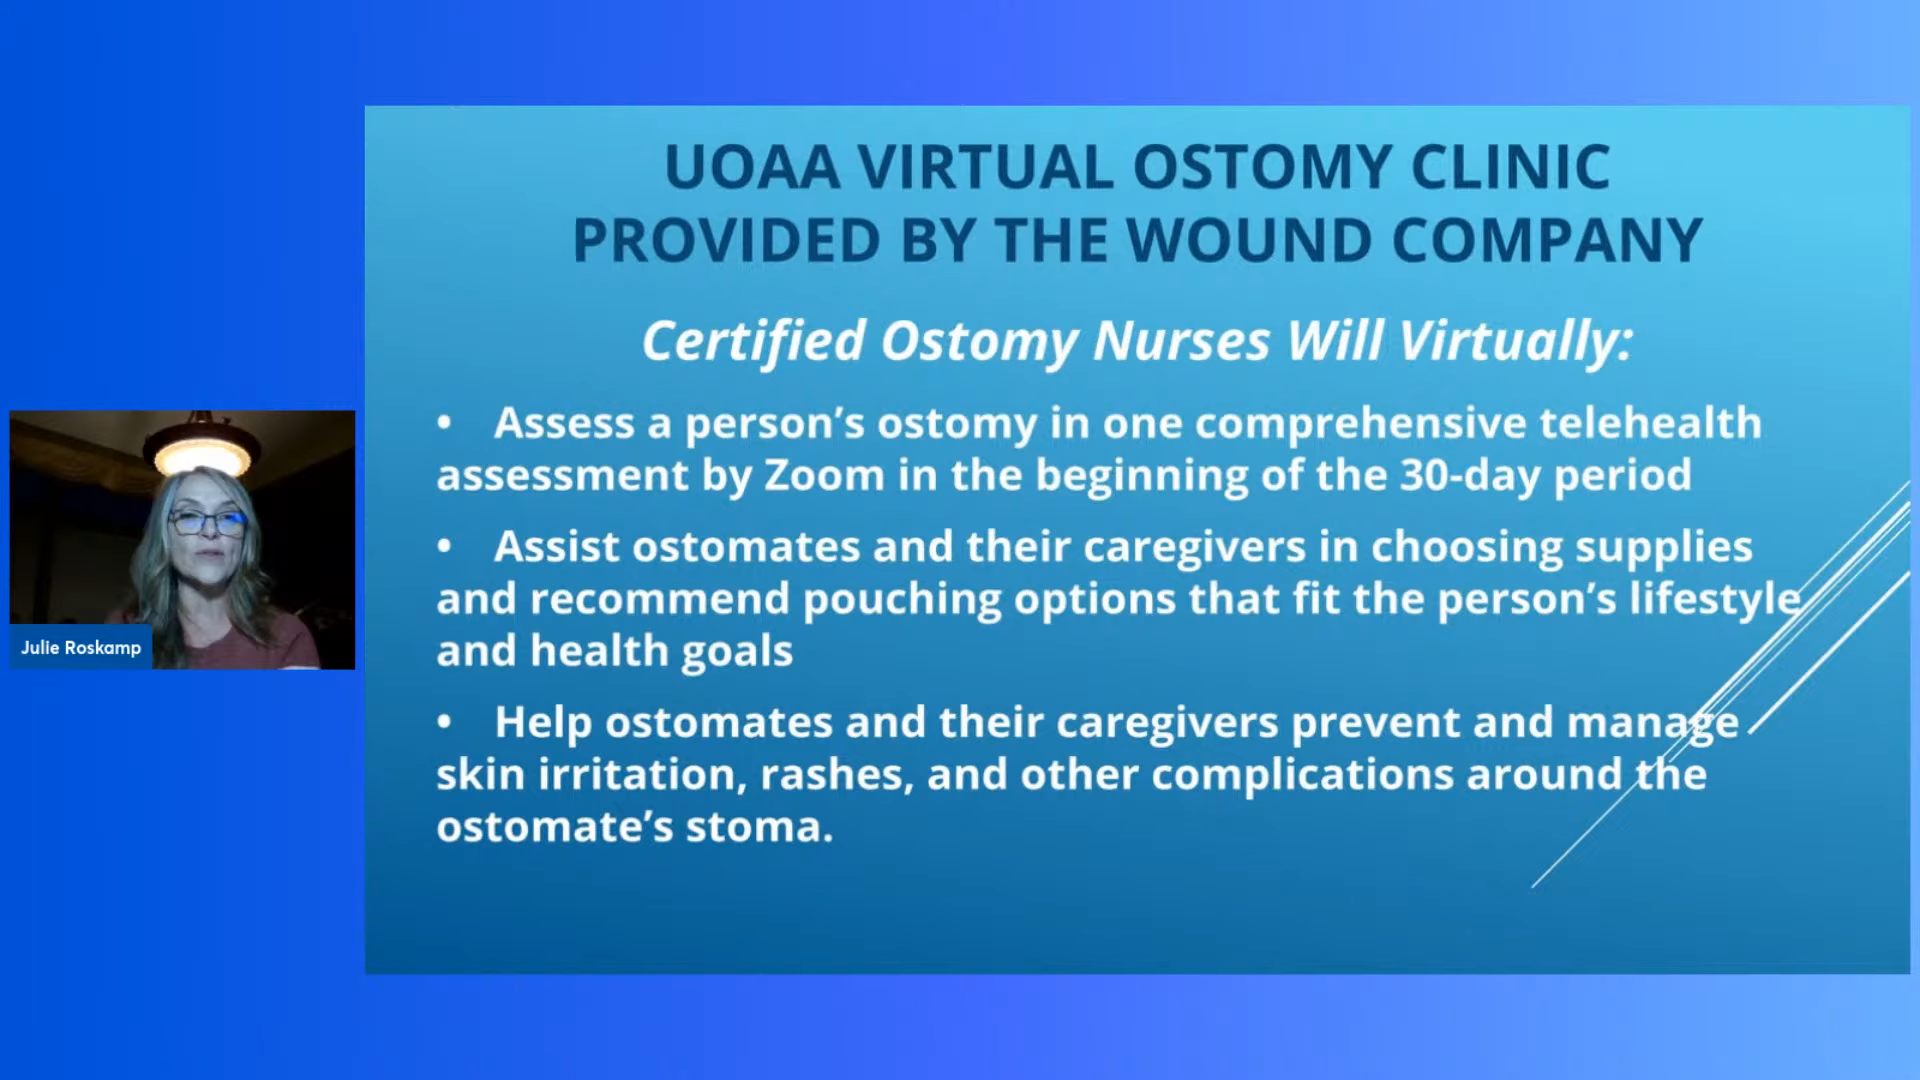 UOAA VIRTUAL OSTOMY CLINIC
PROVIDED BY THE WOUND COMPANY
Certified Ostomy Nurses Will Virtually:
• Assess a person’s ostomy in one comprehensive telehealth
assessment by Zoom in the beginning of the 30-day period
• Assist ostomates and their caregivers in choosing supplies
and recommend pouching options that fit the person’s lifestyle
and health goals
• Help ostomates and their caregivers prevent and manage
skin irritation, rashes, and other complications around the
ostomate’s stoma.
Julie Roskamp